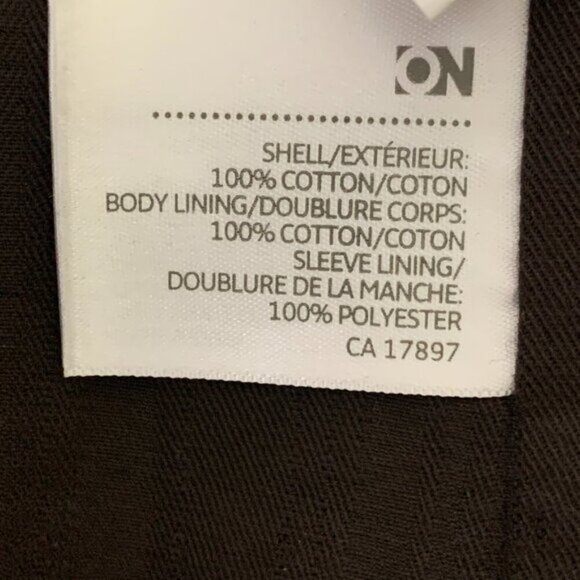 ON
SHELL/EXTÉRIEUR:
100% COTTON/COTON
BODY LINING/DOUBLURE CORPS:
100% COTTON/COTON
SLEEVE LINING/
DOUBLURE DE LA MANCHE:
100% POLYESTER
CA 17897